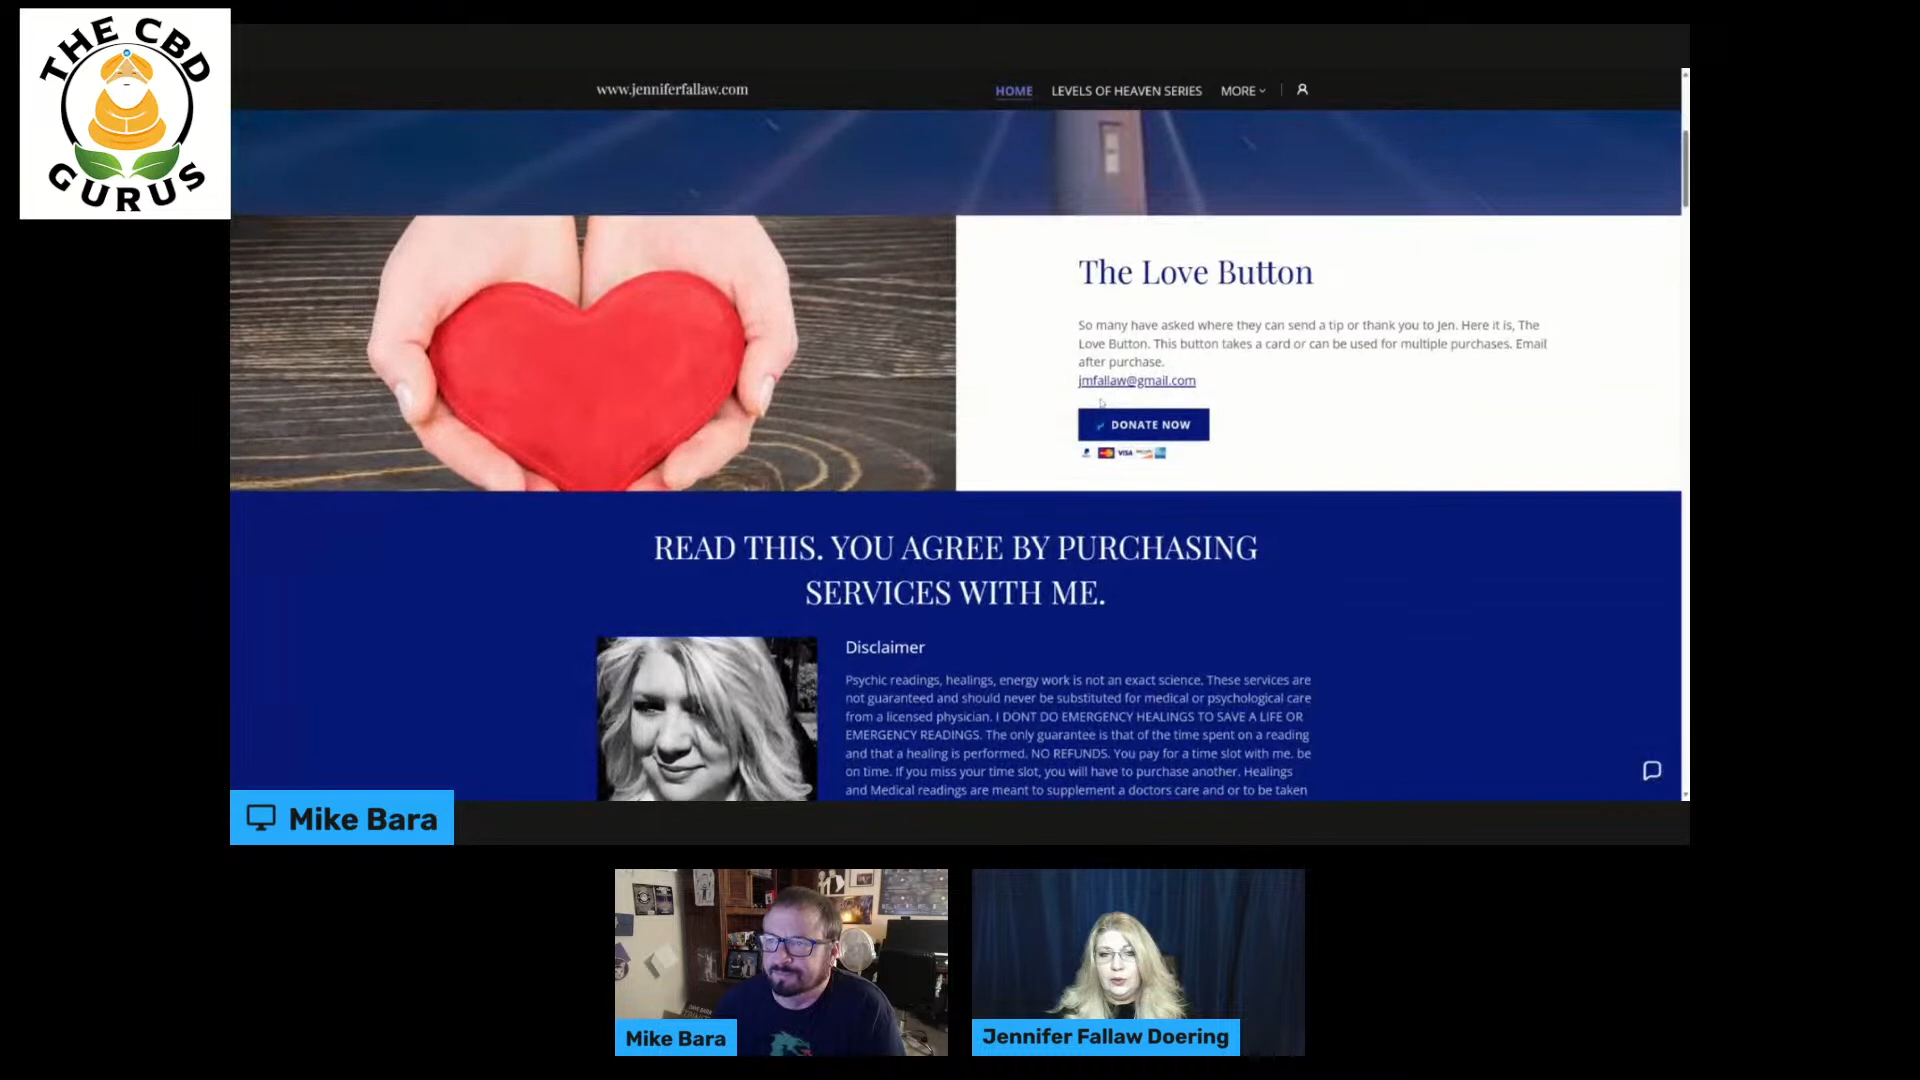 THE CBD
GURUS
www.jenniferfallaw.com
HOME
LEVELS OF HEAVEN SERIES
MORE
The Love Button
So many have asked where they can send a tip or thank you to Jen. Here it is, The
Love Button. This button takes a card or can be used for multiple purchases. Email
after purchase.
jmfallaw@gmail.com
DONATE NOW
VISA
READ THIS. YOU AGREE BY PURCHASING
SERVICES WITH ME.
Disclaimer
Psychic readings, healings, energy work is not an exact science. These services are
not guaranteed and should never be substituted for medical or psychological care
from a licensed physician. I DONT DO EMERGENCY HEALINGS TO SAVE A LIFE OR
EMERGENCY READINGS. The only guarantee is that of the time spent on a reading
and that a healing is performed. NO REFUNDS. You pay for a time slot with me. be
on time. If you miss your time slot, you will have to purchase another. Healings
and Medical readings are meant to supplement a doctors care and or to be taken
Mike Bara
Mike Bara
Jennifer Fallaw Doering